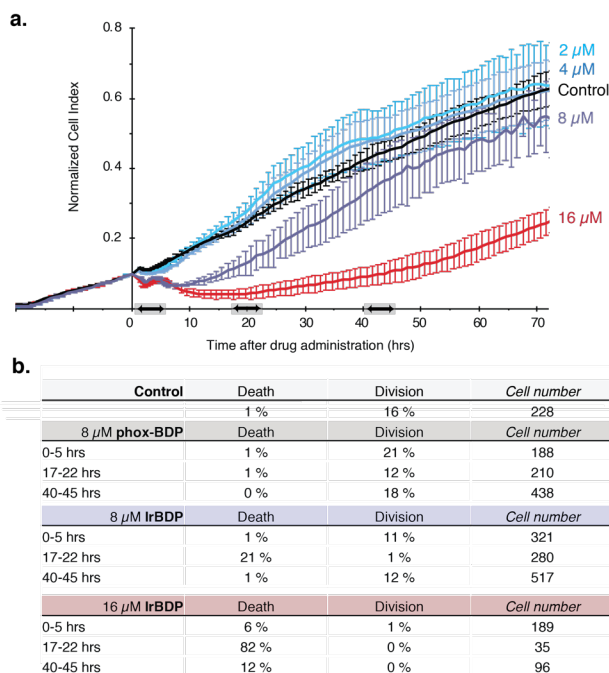 a.
Normalized Cell Index
0.8
0.6
0.4
0.2
2 µM
4 µM
Control
8 µM
16 µM
0 10 20 30 40 50 60 70
Time after drug administration (hrs)
b.
Control Death Division Cell number
1 % 16 % 228
8 µM phox-BDP Death Division Cell number
0-5 hrs 1 % 21 % 188
17-22 hrs 1 % 12 % 210
40-45 hrs 0 % 18 % 438
8 µM IrBDP Death Division Cell number
0-5 hrs 1 % 11 % 321
17-22 hrs 21 % 1 % 280
40-45 hrs 1 % 12 % 517
16 µM IrBDP Death Division Cell number
0-5 hrs 6 % 1 % 189
17-22 hrs 82 % 0 % 35
40-45 hrs 12 % 0 % 96